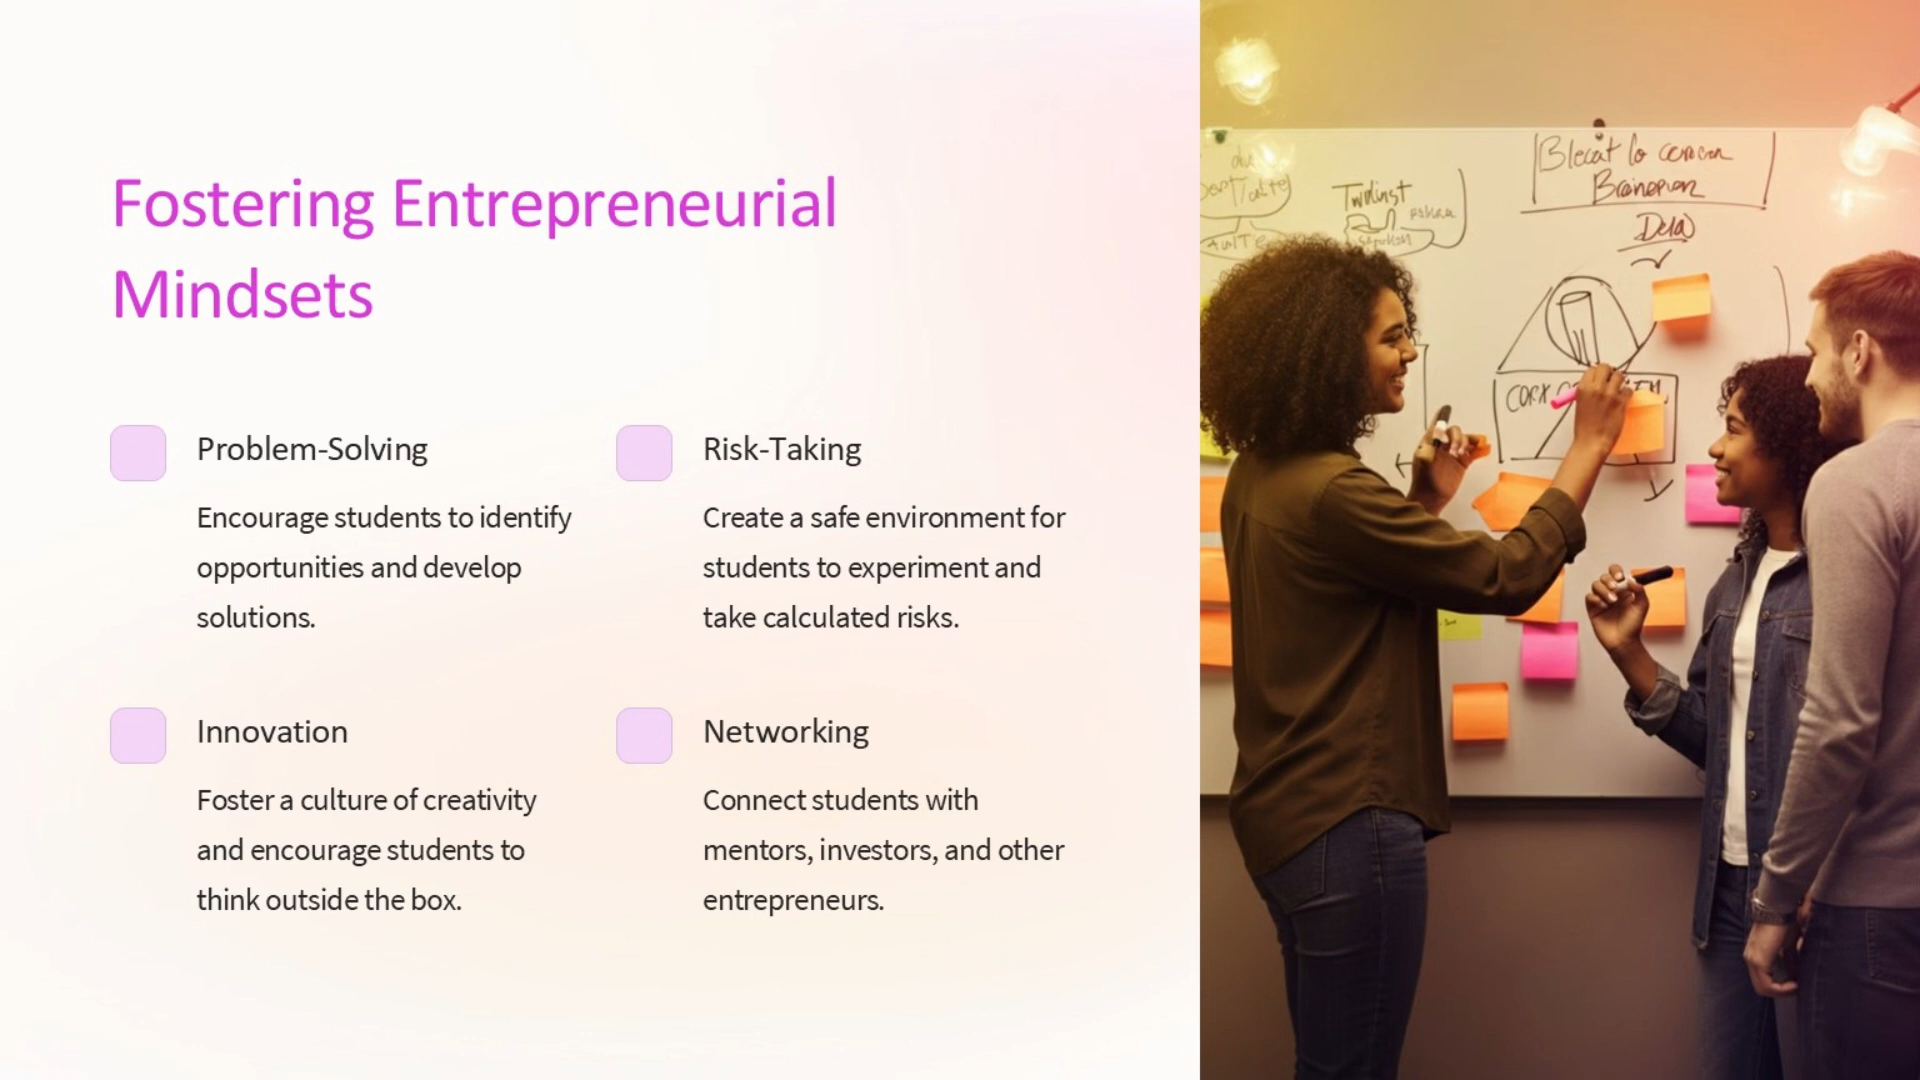 Fostering Entrepreneurial
Mindsets
Problem-Solving
Encourage students to identify
opportunities and develop
solutions.
Risk-Taking
Create a safe environment for
students to experiment and
take calculated risks.
Innovation
Foster a culture of creativity
and encourage students to
think outside the box.
Networking
Connect students with
mentors, investors, and other
entrepreneurs.